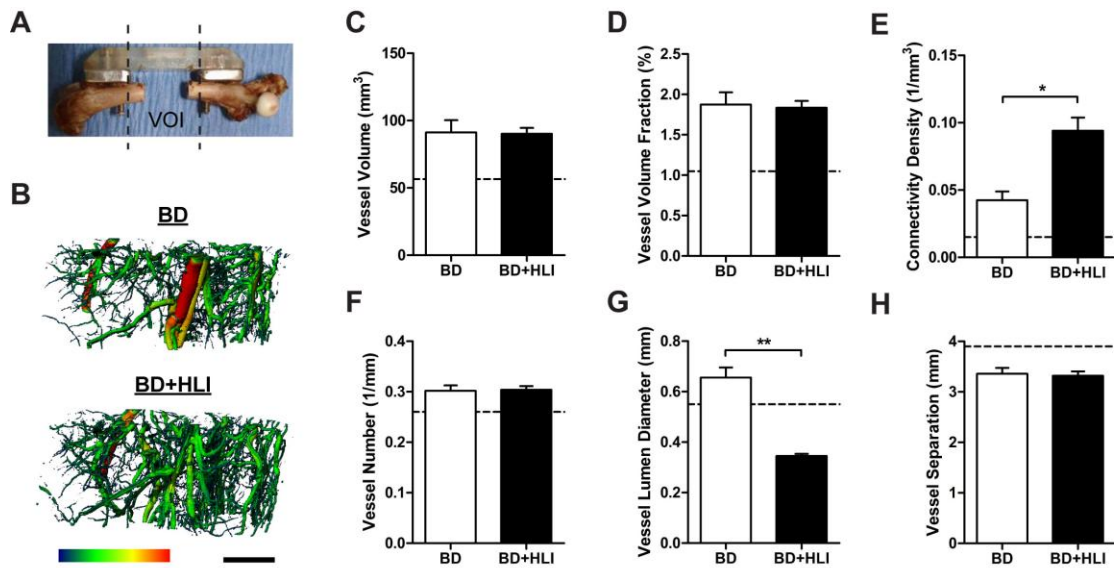 A
VOI
B
BD
BD+HLI
C
Vessel Volume (mm³)
150
100
50
0
BD
BD+HLI
D
Vessel Volume Fraction (%)
2.5
2.0
1.5
1.0
0.5
0.0
BD
BD+HLI
E
Connectivity Density (1/mm³)
0.15
0.10
0.05
0.00
*
BD
BD+HLI
F
Vessel Number (1/mm)
0.4
0.3
0.2
0.1
0.0
BD
BD+HLI
G
Vessel Lumen Diameter (mm)
0.8
0.6
0.4
0.2
0.0
**
BD
BD+HLI
H
Vessel Separation (mm)
4
3
2
1
0
BD
BD+HLI